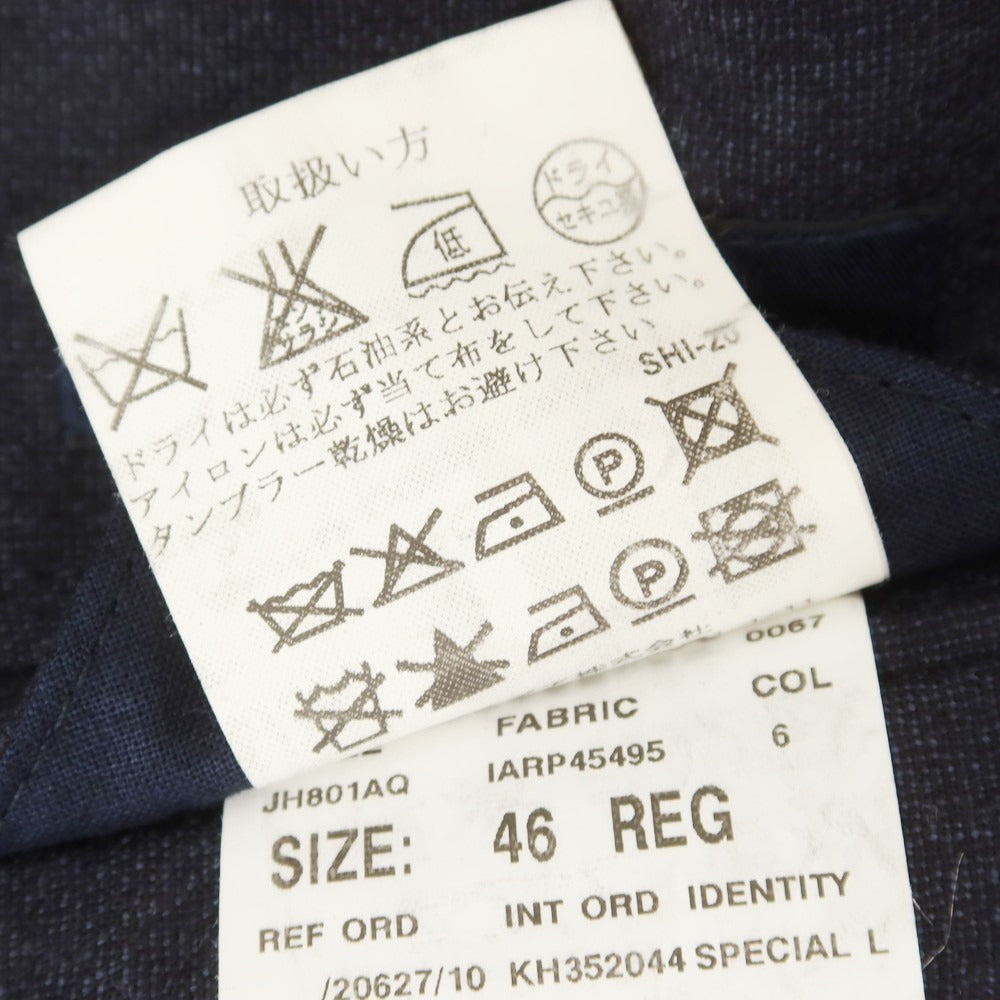 取扱い方
低
ドライ
セキユ系
ドライは必ず石油系とお伝え下さい。
アイロンは必ず当て布をして下さい。
タンブラー乾燥はお避け下さい
P
P
0067
FABRIC COL
JH801AQ IARP45495 6
SIZE: 46 REG
REF ORD INT ORD IDENTITY
/20627/10 KH352044 SPECIAL L